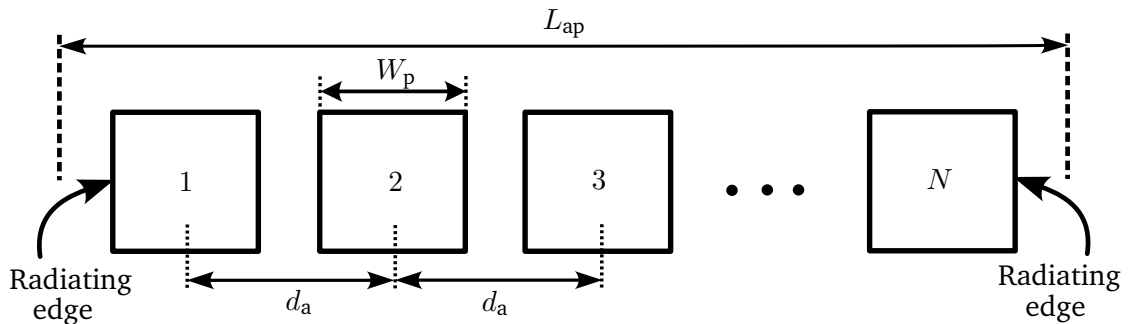 L_ap
W_p
1
2
3
N
Radiating
edge
d_a
d_a
Radiating
edge